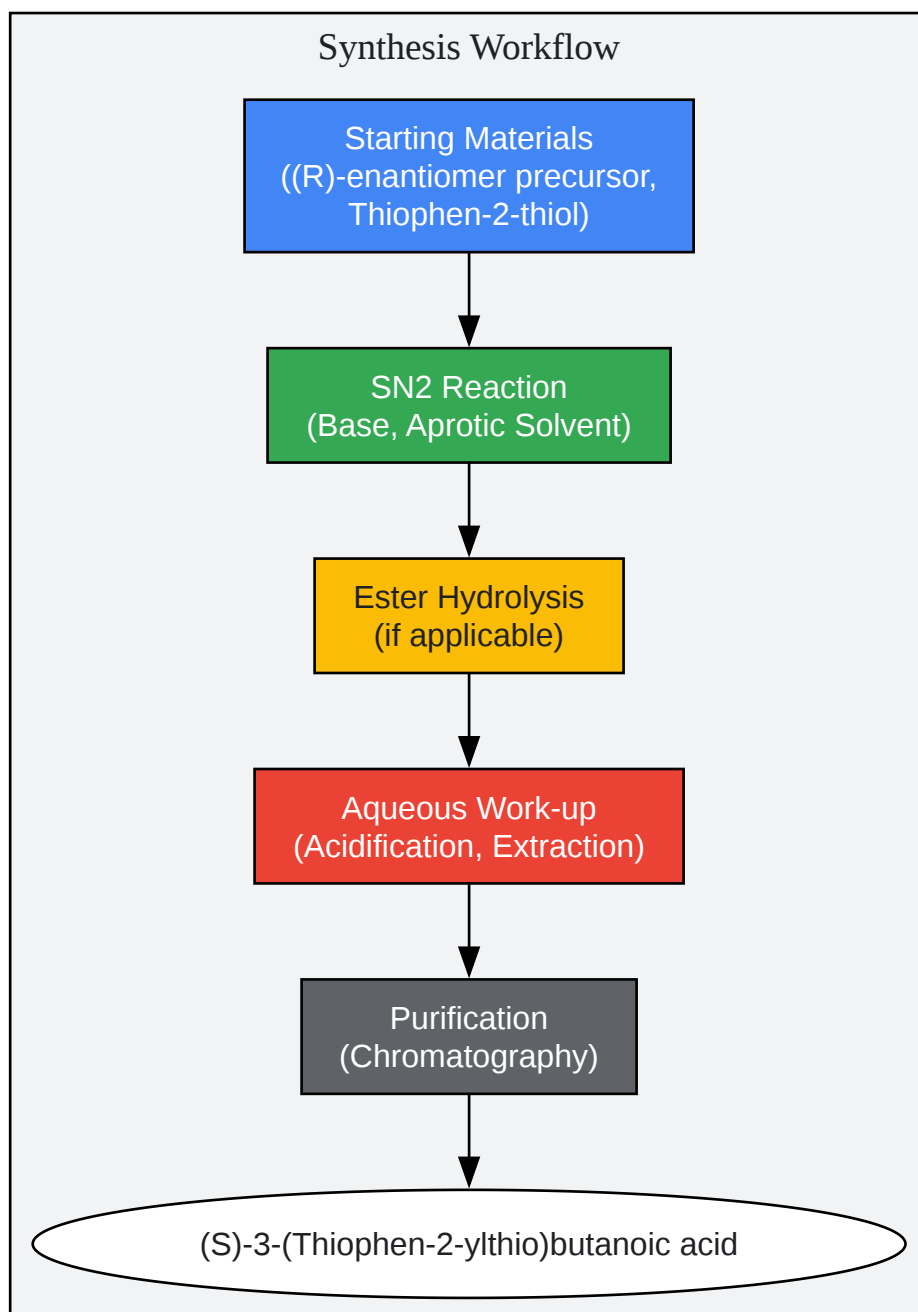 Synthesis Workflow
Starting Materials
((R)-enantiomer precursor,
Thiophen-2-thiol)
SN2 Reaction
(Base, Aprotic Solvent)
Ester Hydrolysis
(if applicable)
Aqueous Work-up
(Acidification, Extraction)
Purification
(Chromatography)
(S)-3-(Thiophen-2-ylthio)butanoic acid